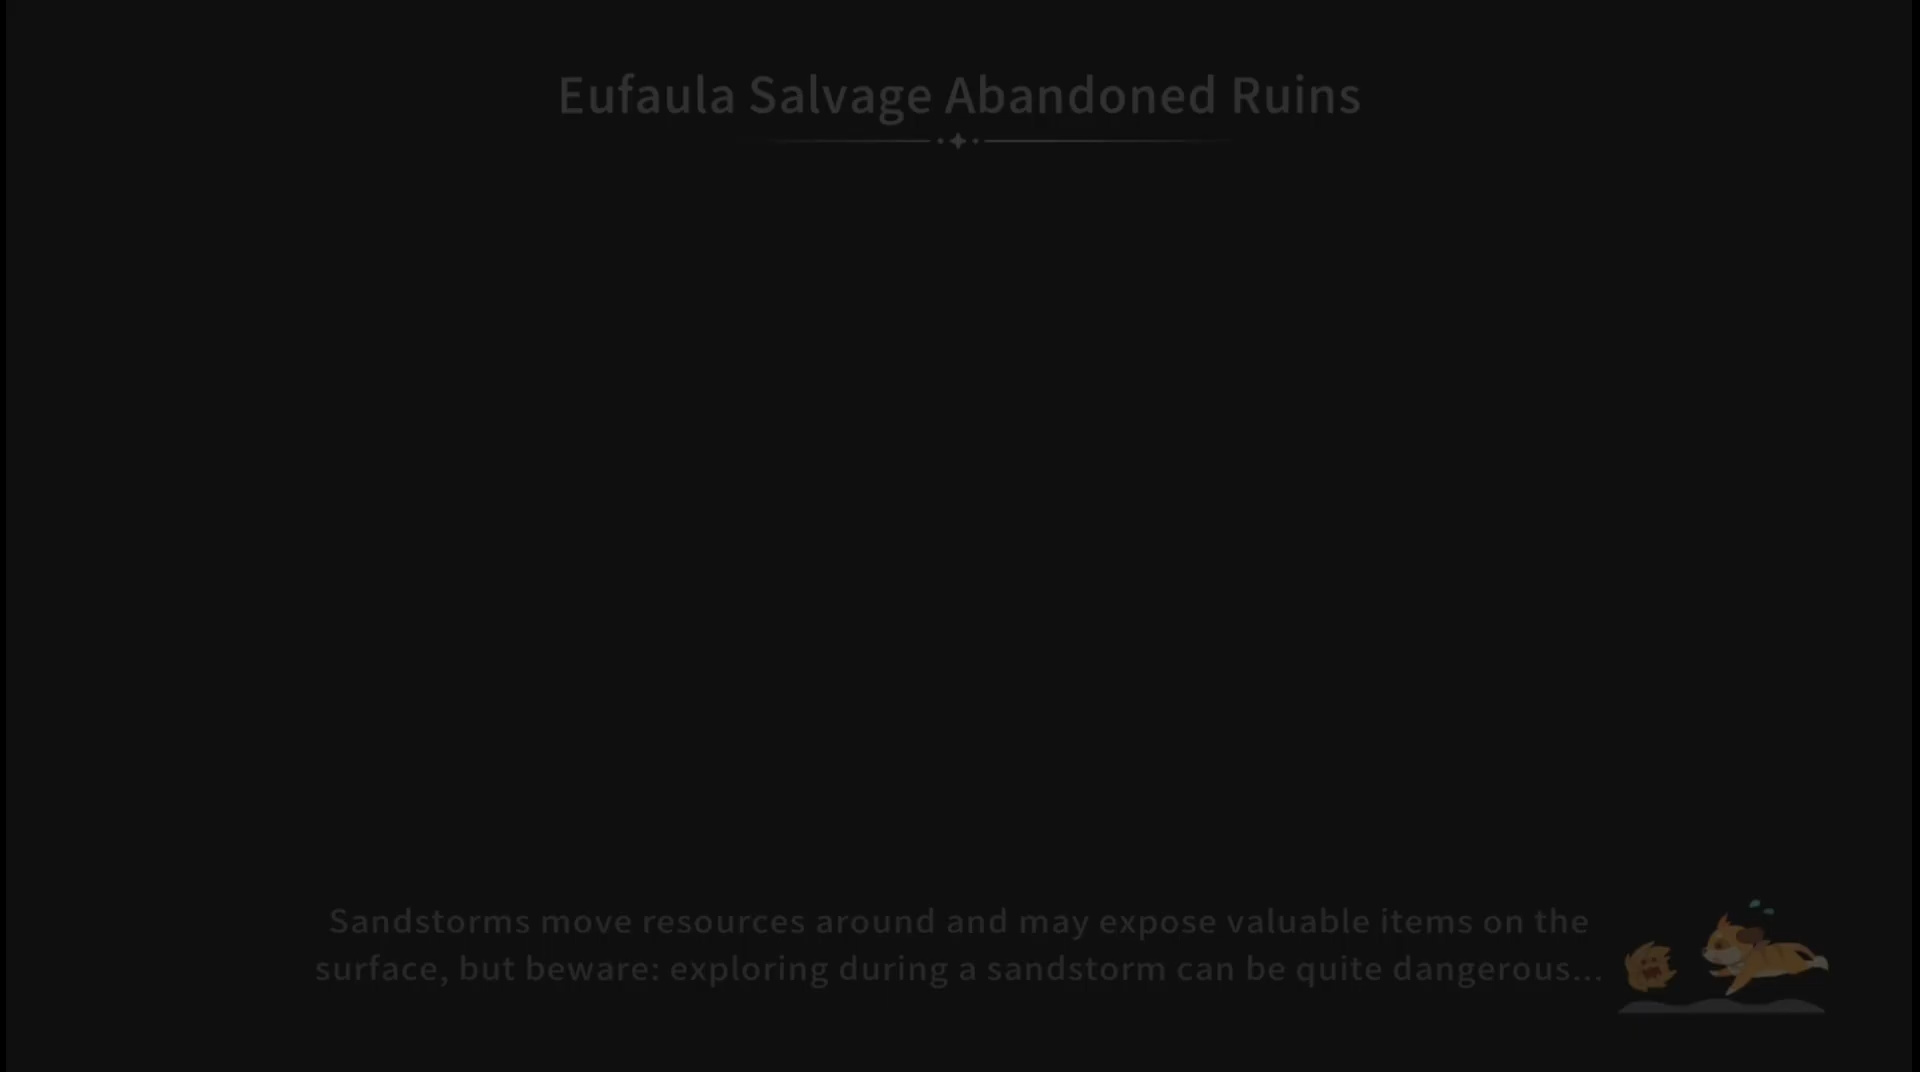 Eufaula Salvage Abandoned Ruins
Sandstorms move resources around and may expose valuable items on the
surface, but beware: exploring during a sandstorm can be quite dangerous...